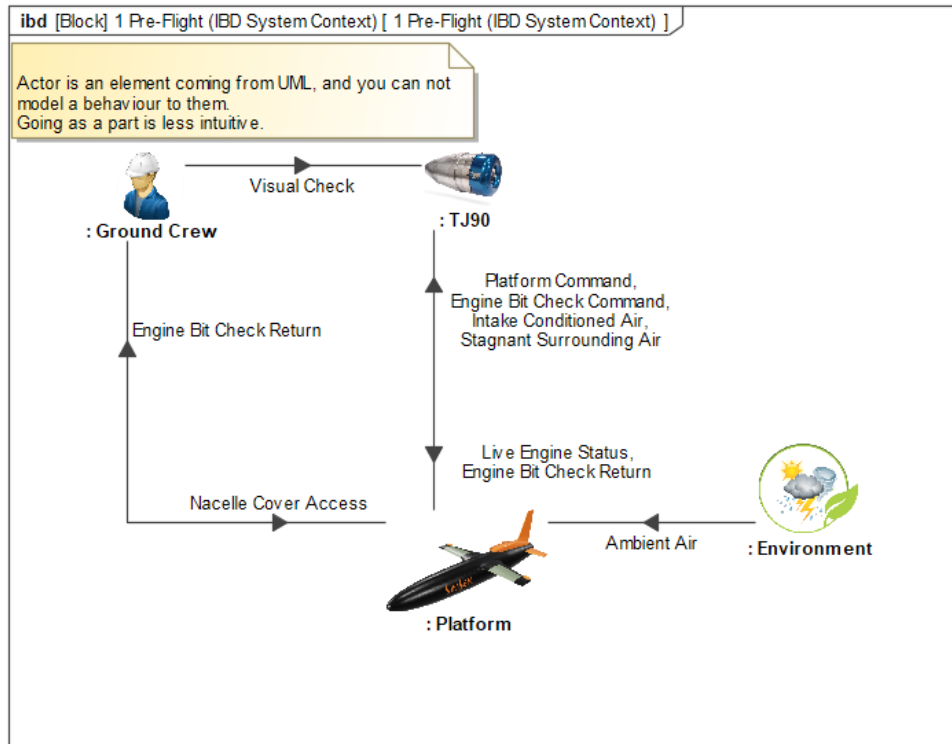 ibd [Block] 1 Pre-Flight (IBD System Context) [ 1 Pre-Flight (IBD System Context) ]
Actor is an element coming from UML, and you can not
model a behaviour to them.
Going as a part is less intuitive.
Visual Check
: Ground Crew
: TJ90
Platform Command,
Engine Bit Check Command,
Intake Conditioned Air,
Stagnant Surrounding Air
Engine Bit Check Return
Live Engine Status,
Engine Bit Check Return
Nacelle Cover Access
Ambient Air
: Environment
: Platform